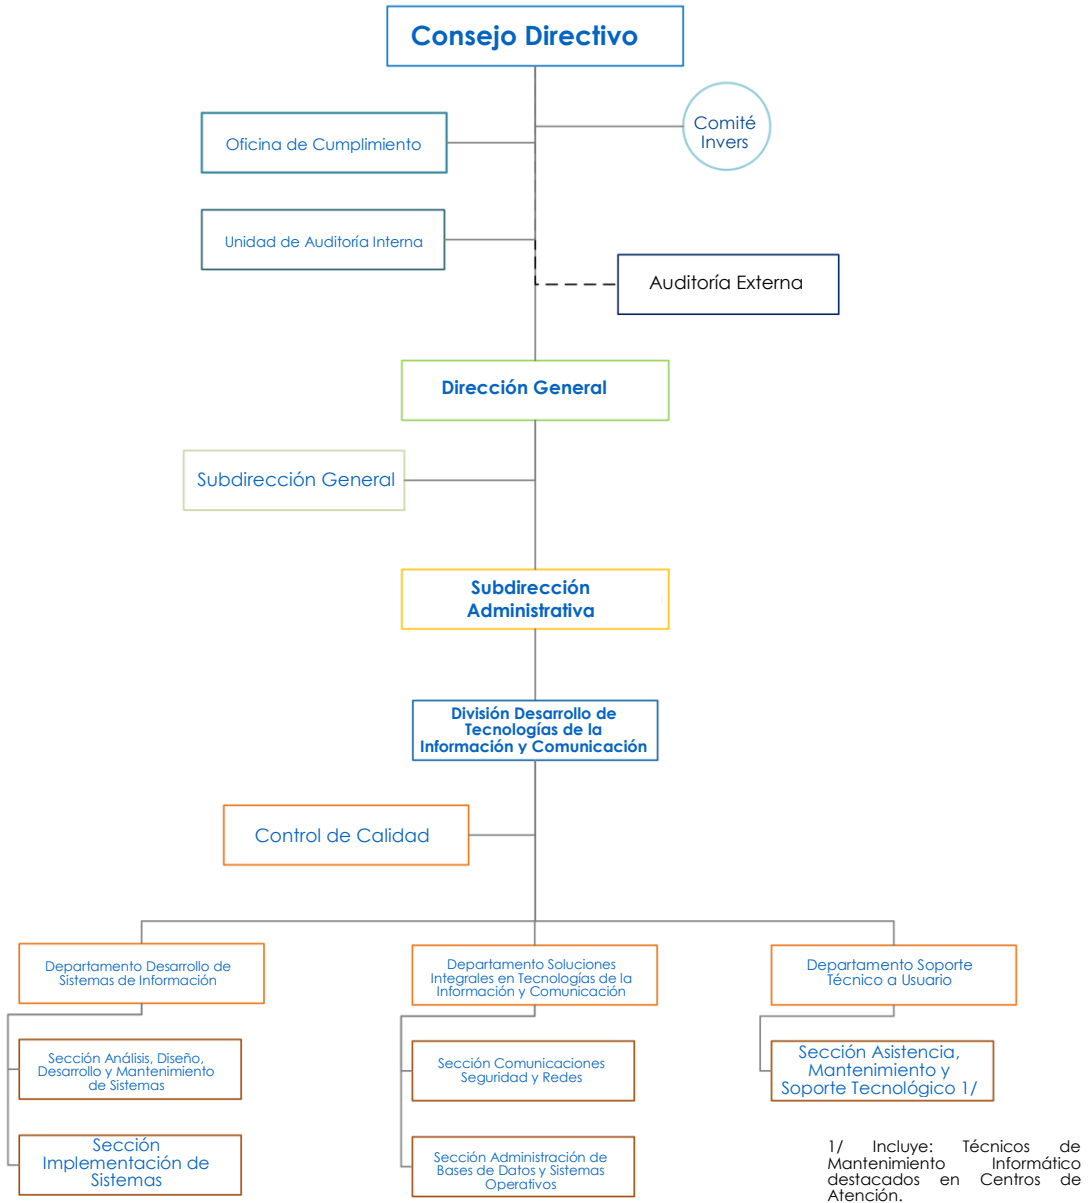 Consejo Directivo
Comité
Invers
Oficina de Cumplimiento
Unidad de Auditoría Interna
Auditoría Externa
Dirección General
Subdirección General
Subdirección
Administrativa
División Desarrollo de
Tecnologías de la
Información y Comunicación
Control de Calidad
Departamento Desarrollo de
Sistemas de Información
Departamento Soluciones
Integrales en Tecnologías de la
Información y Comunicación
Departamento Soporte
Técnico a Usuario
Sección Análisis, Diseño,
Desarrollo y Mantenimiento
de Sistemas
Sección Comunicaciones
Seguridad y Redes
Sección Asistencia,
Mantenimiento y
Soporte Tecnológico 1/
Sección
Implementación de
Sistemas
Sección Administración de
Bases de Datos y Sistemas
Operativos
1/ Incluye: Técnicos de
Mantenimiento Informático
destacados en Centros de
Atención.